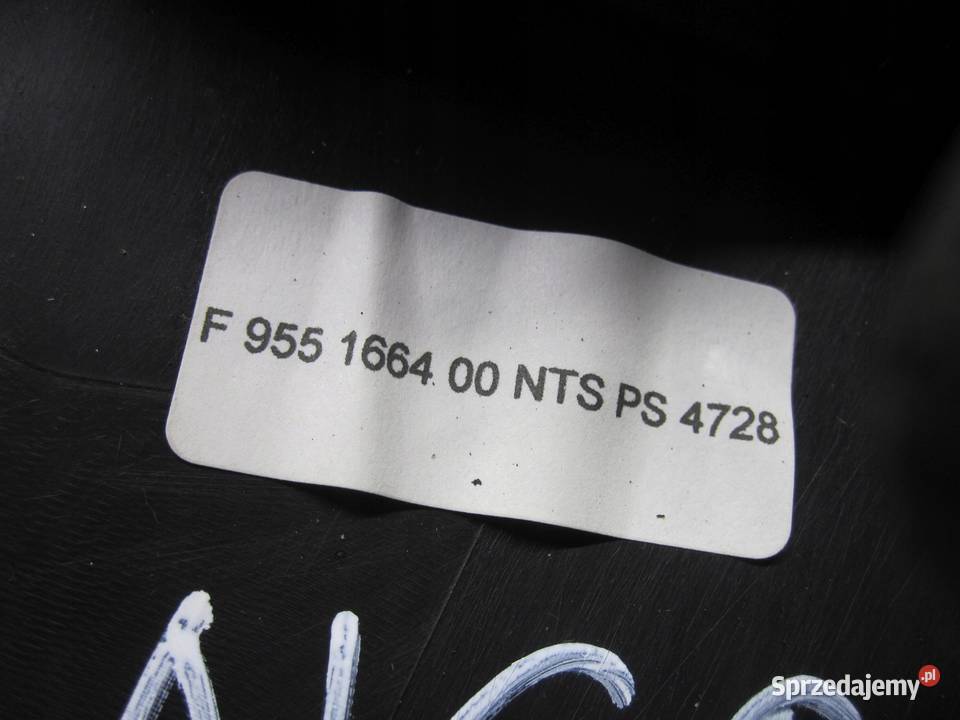 F 955 1664 00 NTS PS 4728
Sprzedajemy.pl